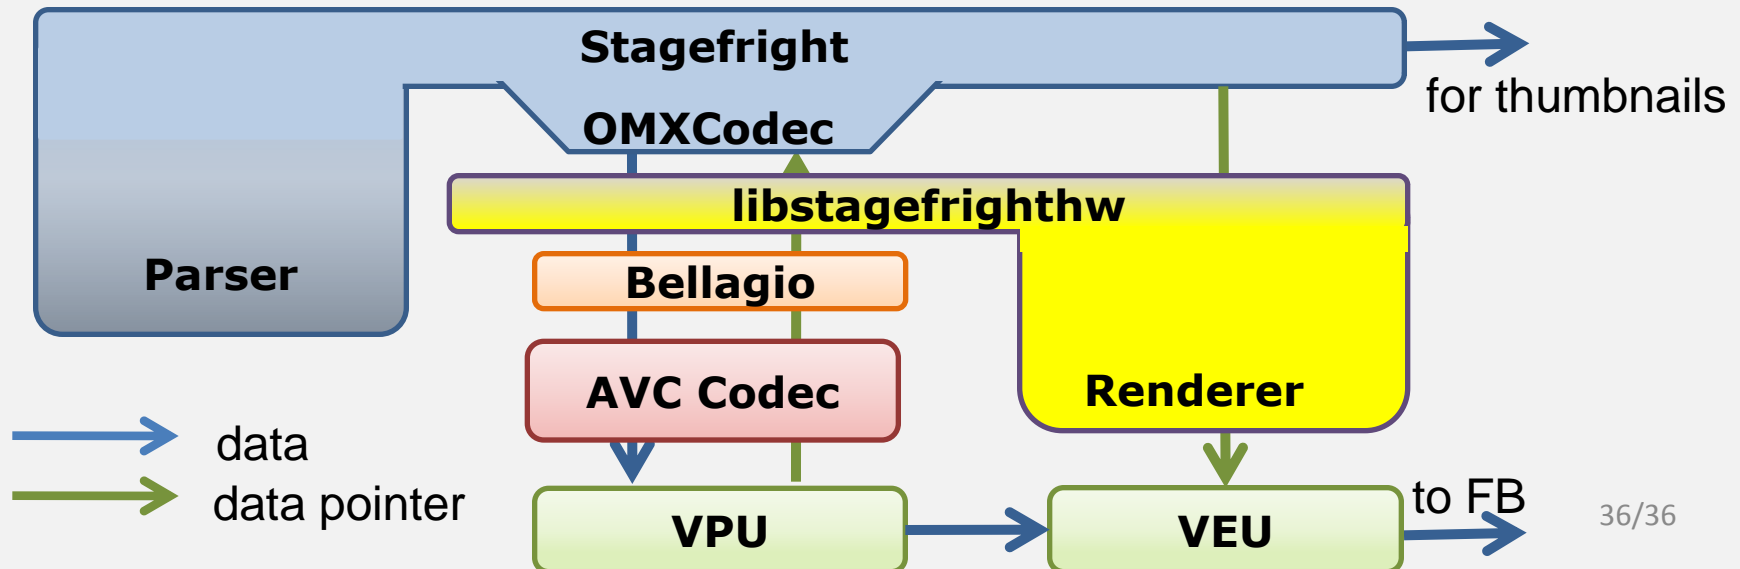 Stagefright
for thumbnails
OMXCodec
libstagefrighthw
Parser
Bellagio
AVC Codec
Renderer
data
data pointer
VPU
VEU
to FB
36/36